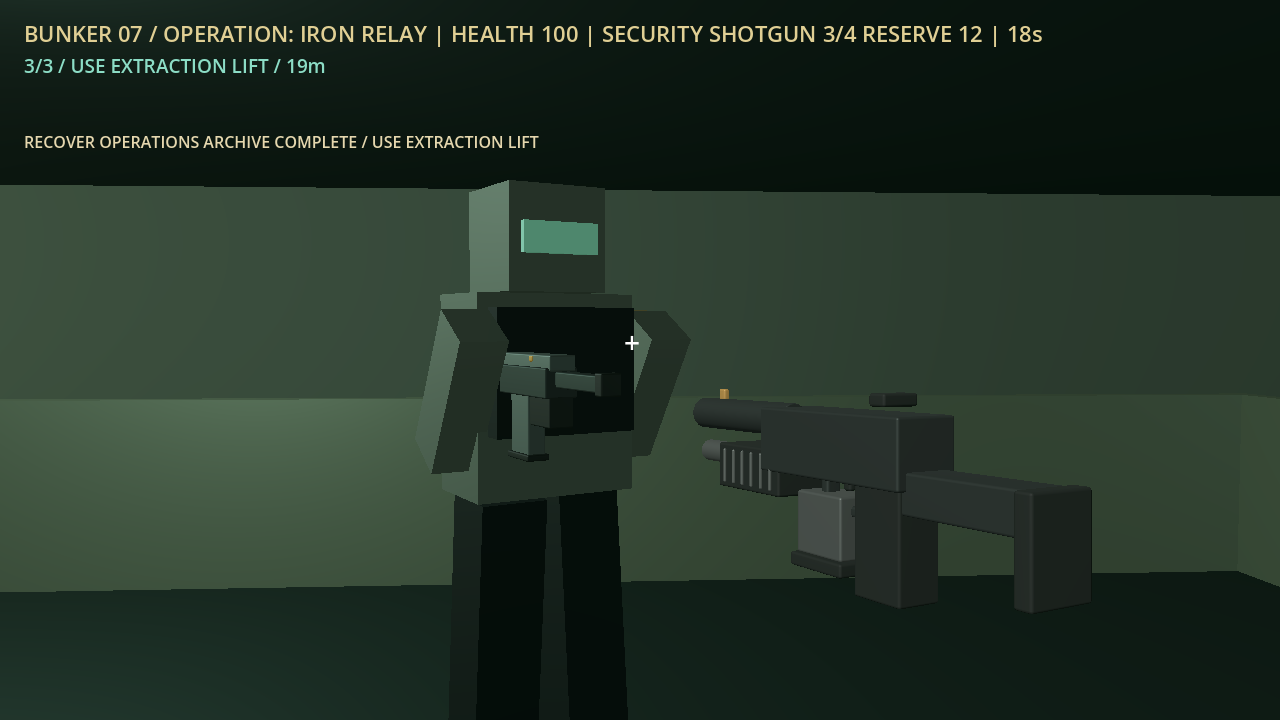 BUNKER 07 / OPERATION: IRON RELAY | HEALTH 100 | SECURITY SHOTGUN 3/4 RESERVE 12 | 18s
3/3 / USE EXTRACTION LIFT / 19m
RECOVER OPERATIONS ARCHIVE COMPLETE / USE EXTRACTION LIFT